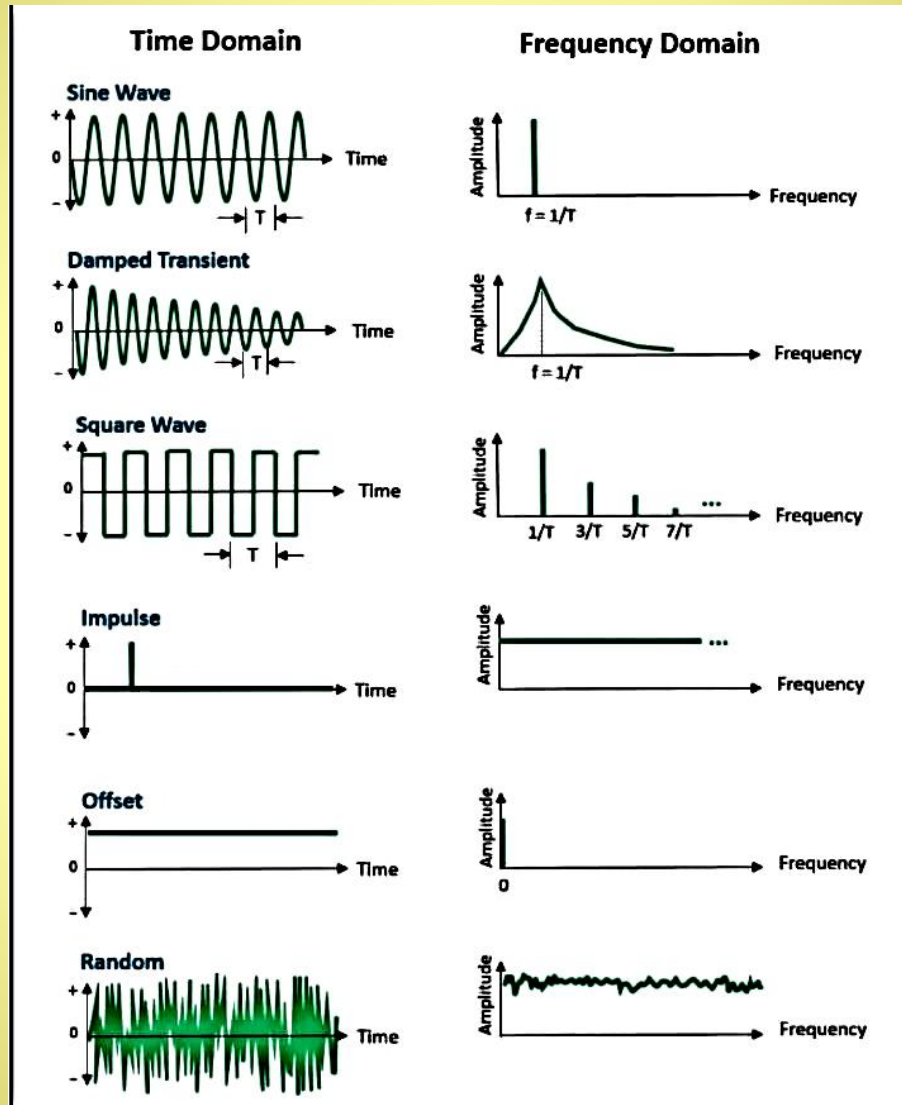 Time Domain
Frequency Domain
Sine Wave
+
0
−
Time
T
Amplitude
Frequency
f = 1/T
Damped Transient
+
0
−
Time
T
Amplitude
Frequency
f = 1/T
Square Wave
+
0
−
Time
T
Amplitude
Frequency
1/T 3/T 5/T 7/T ...
Impulse
+
0
−
Time
Amplitude
...
Frequency
Offset
+
0
−
Time
Amplitude
0
Frequency
Random
+
0
−
Time
Amplitude
Frequency